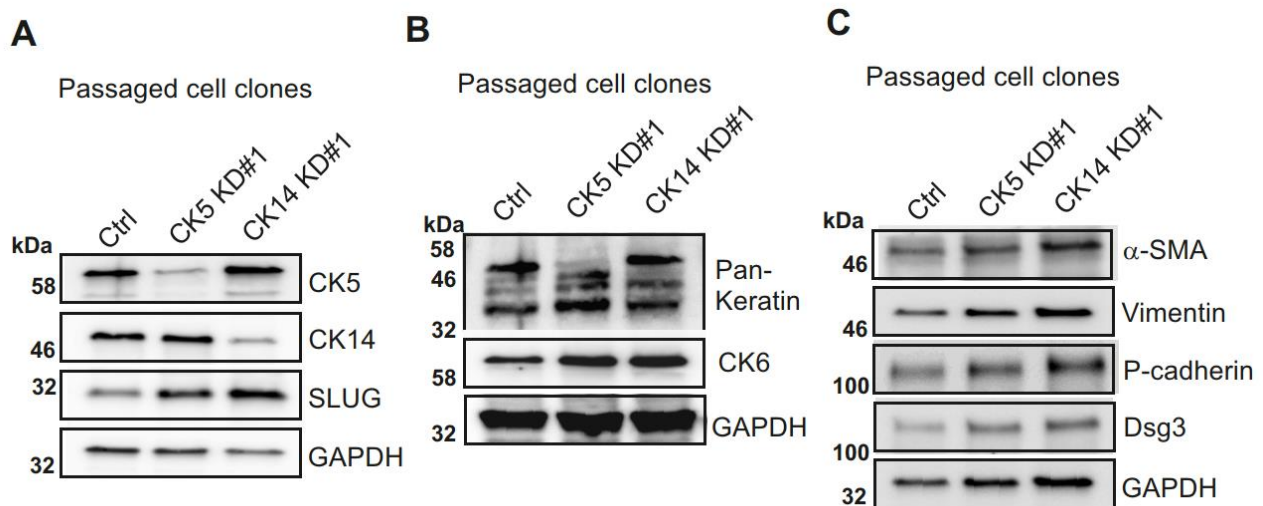 A
Passaged cell clones
Ctrl
CK5 KD#1
CK14 KD#1
kDa
58
CK5
46
CK14
32
SLUG
32
GAPDH
B
Passaged cell clones
Ctrl
CK5 KD#1
CK14 KD#1
kDa
58
46
32
Pan-
Keratin
58
CK6
32
GAPDH
C
Passaged cell clones
Ctrl
CK5 KD#1
CK14 KD#1
kDa
46
α-SMA
46
Vimentin
100
P-cadherin
100
Dsg3
32
GAPDH